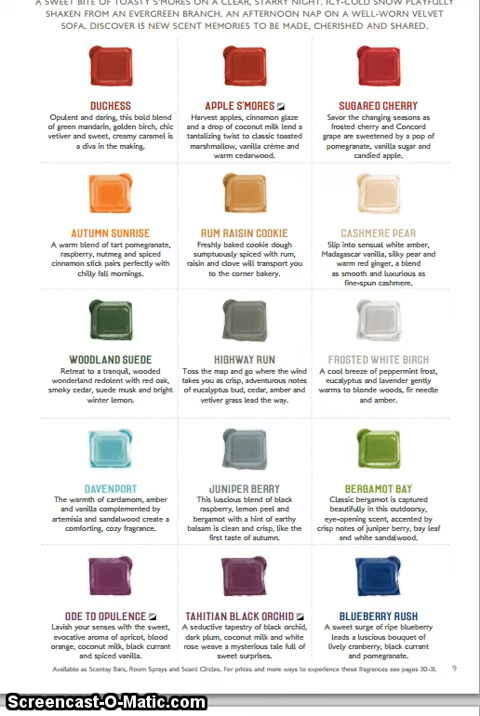 A SWEET BITE OF TOASTY S'MORES ON A CLEAR, STARRY NIGHT. ICY-COLD SNOW PLAYFULLY
SHAKEN FROM AN EVERGREEN BRANCH. AN AFTERNOON NAP ON A WELL-WORN VELVET
SOFA. DISCOVER 15 NEW SCENT MEMORIES TO BE MADE, CHERISHED AND SHARED.
DUCHESS
Opulent and daring, this bold blend
of green mandarin, golden birch, chic
vetiver and sweet, creamy caramel is
a diva in the making.
APPLE S'MORES
Harvest apples, cinnamon glaze
and a drop of coconut milk lend a
tantalizing twist to classic toasted
marshmallow, vanilla crème and
warm cedarwood.
SUGARED CHERRY
Savor the changing seasons as
frosted cherry and Concord
grape are sweetened by a pop of
pomegranate, vanilla sugar and
candied apple.
AUTUMN SUNRISE
A warm blend of tart pomegranate,
raspberry, nutmeg and spiced
cinnamon stick pairs perfectly with
chilly fall mornings.
RUM RAISIN COOKIE
Freshly baked cookie dough
sumptuously spiced with rum,
raisin and clove will transport you
to the corner bakery.
CASHMERE PEAR
Slip into sensual white amber,
Madagascar vanilla, silky pear and
warm red ginger, a blend
as smooth and luxurious as
fine-spun cashmere.
WOODLAND SUEDE
Retreat to a tranquil, wooded
wonderland redolent with red oak,
smoky cedar, suede musk and bright
winter lemon.
HIGHWAY RUN
Toss the map and go where the wind
takes you as crisp, adventurous notes
of eucalyptus bud, cedar, amber and
vetiver grass lead the way.
FROSTED WHITE BIRCH
A cool breeze of peppermint frost,
eucalyptus and lavender gently
warms to blonde woods, fir needle
and amber.
DAVENPORT
The warmth of cardamom, amber
and vanilla complemented by
artemisia and sandalwood create a
comforting, cozy fragrance.
JUNIPER BERRY
This luscious blend of black
raspberry, lemon peel and
bergamot with a hint of earthy
balsam is clean and crisp, like the
first taste of autumn.
BERGAMOT BAY
Classic bergamot is captured
beautifully in this outdoorsy,
eye-opening scent, accented by
crisp notes of juniper berry, bay leaf
and white sandalwood.
ODE TO OPULENCE
Lavish your senses with the sweet,
evocative aroma of apricot, blood
orange, coconut milk, black currant
and spiced vanilla.
TAHITIAN BLACK ORCHID
A seductive tapestry of black orchid,
dark plum, coconut milk and white
rose weave a mysterious tale full of
sweet surprises.
BLUEBERRY RUSH
A sweet surge of ripe blueberry
leads a luscious bouquet of
lively cranberry, black currant
and pomegranate.
Available as Scentsy Bars, Room Sprays and Scent Circles. For prices and more ways to experience these fragrances see pages 30–31. 9
Screencast-O-Matic.com